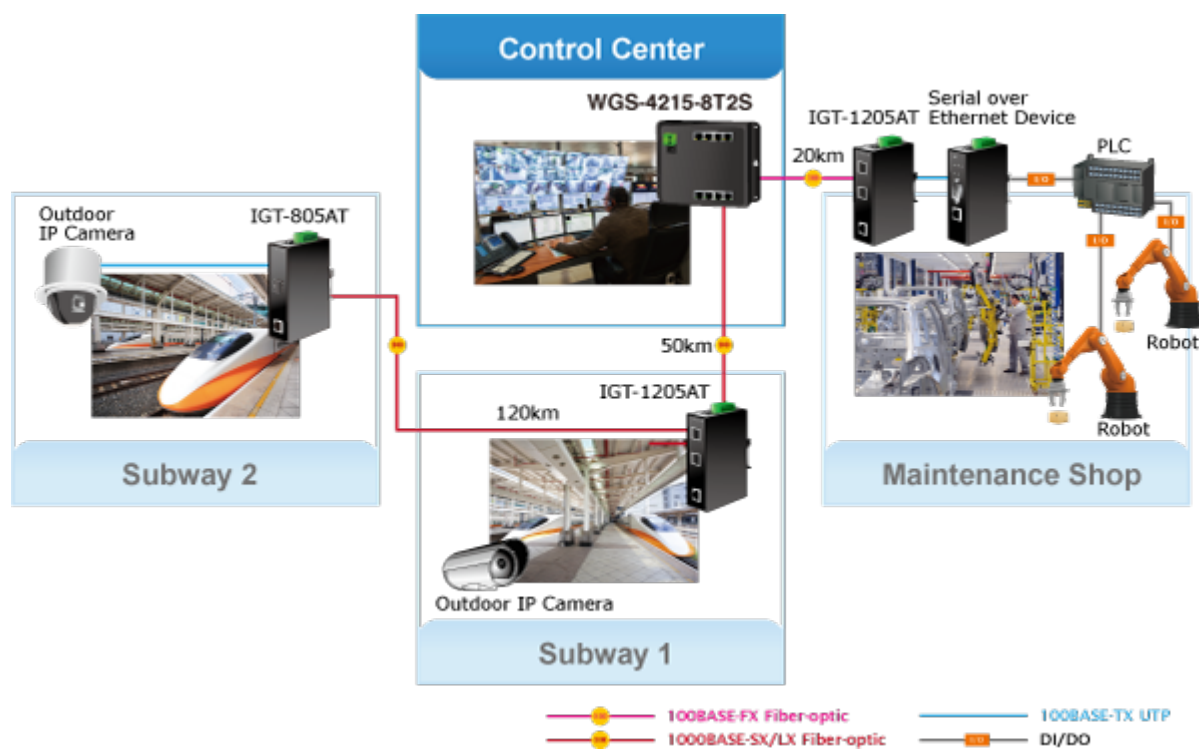 Control Center
WGS-4215-8T2S
IGT-1205AT
Serial over
Ethernet Device
PLC
20km
I/O
I/O
I/O
Outdoor
IP Camera
IGT-805AT
50km
IGT-1205AT
120km
Robot
Robot
Subway 2
Maintenance Shop
Outdoor IP Camera
Subway 1
100BASE-FX Fiber-optic
100BASE-TX UTP
1000BASE-SX/LX Fiber-optic
I/O
DI/DO